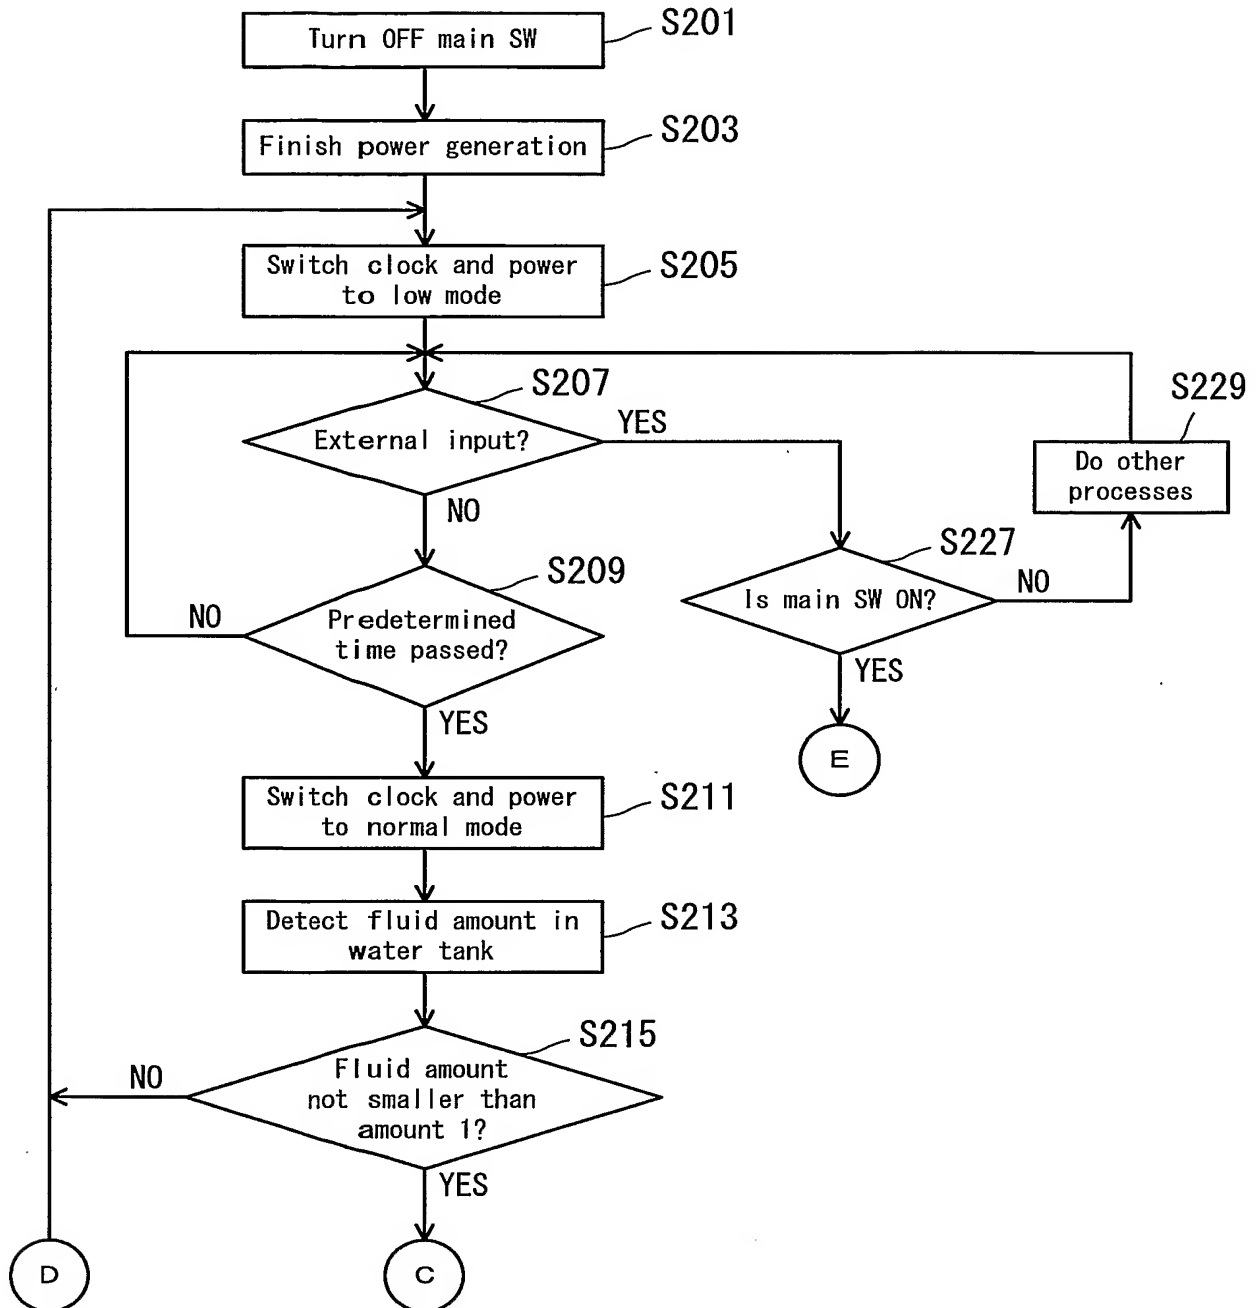 Turn OFF main SW
S201
Finish power generation
S203
Switch clock and power
to low mode
S205
S207
External input?
YES
NO
S229
Do other
processes
S227
Is main SW ON?
NO
YES
E
S209
Predetermined
time passed?
NO
YES
Switch clock and power
to normal mode
S211
Detect fluid amount in
water tank
S213
S215
Fluid amount
not smaller than
amount 1?
NO
YES
D
C